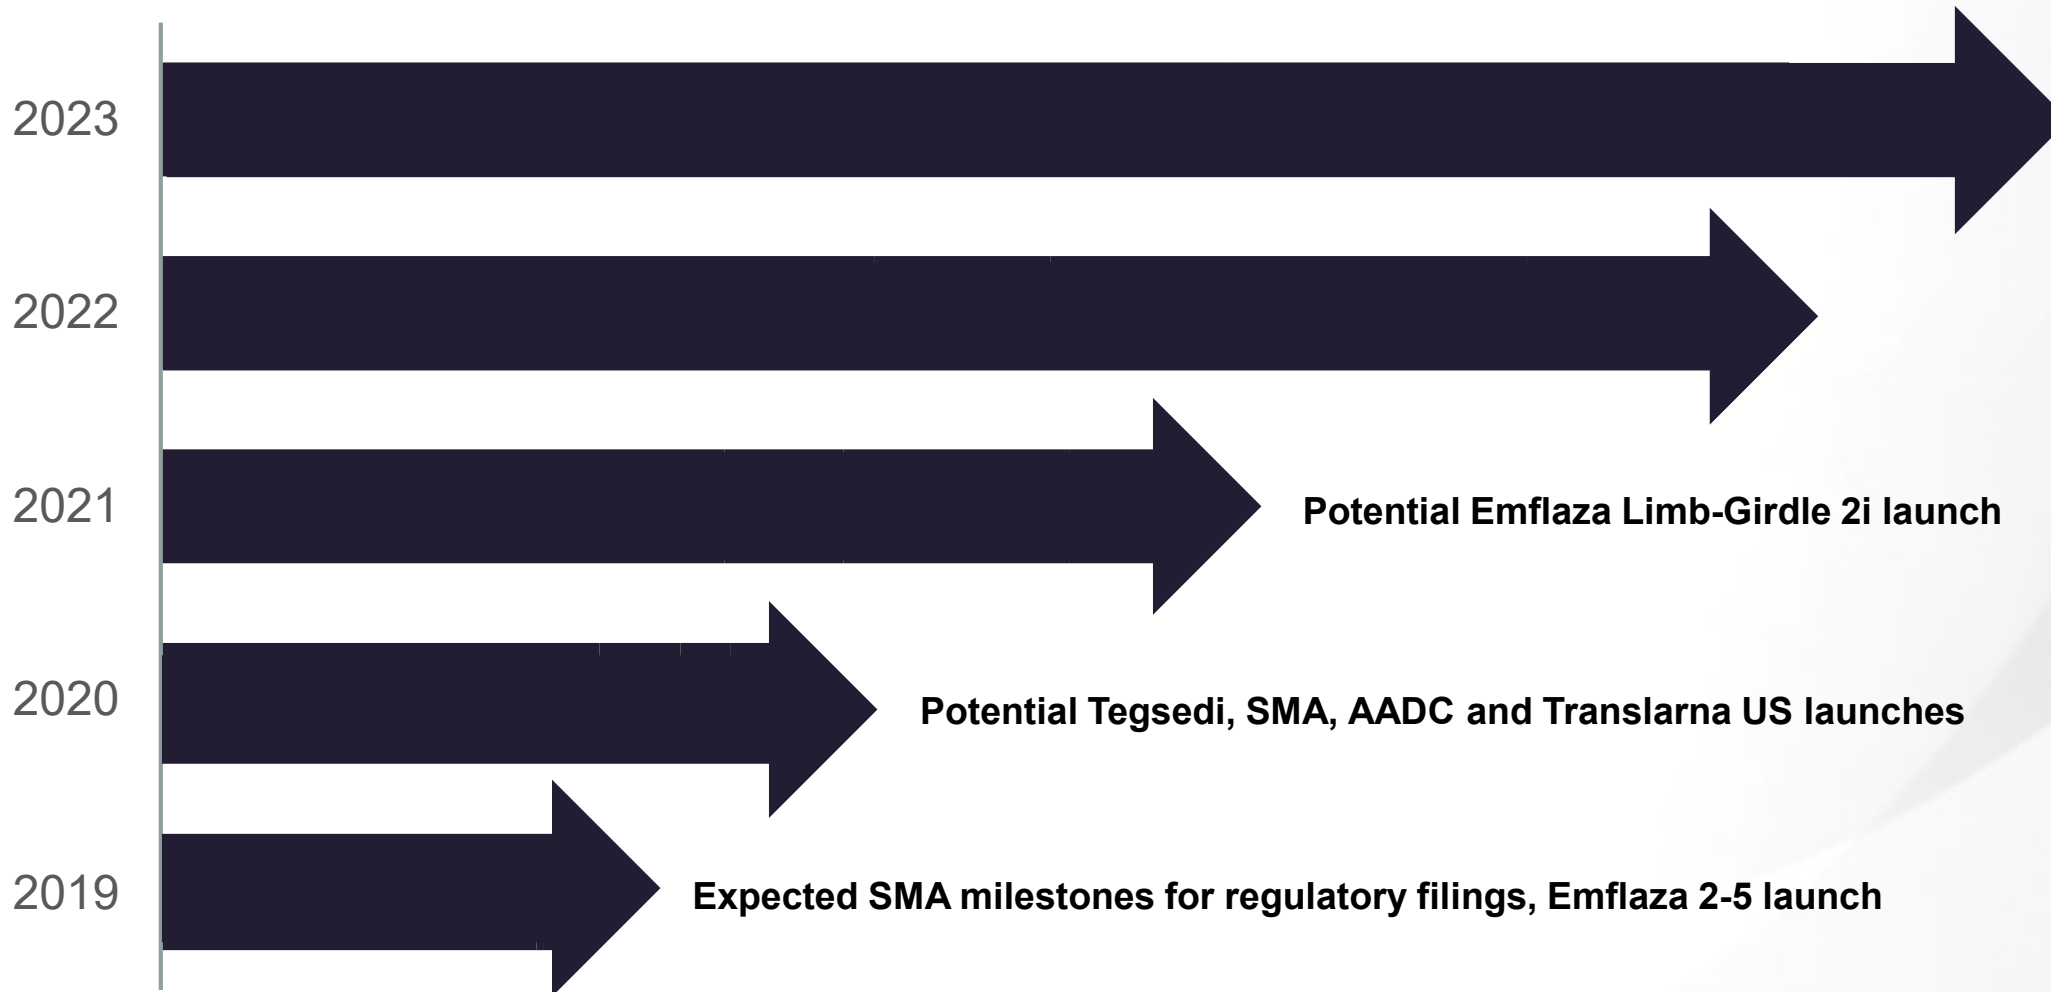 2023
2022
2021
Potential Emflaza Limb-Girdle 2i launch
2020
Potential Tegsedi, SMA, AADC and Translarna US launches
2019
Expected SMA milestones for regulatory filings, Emflaza 2-5 launch